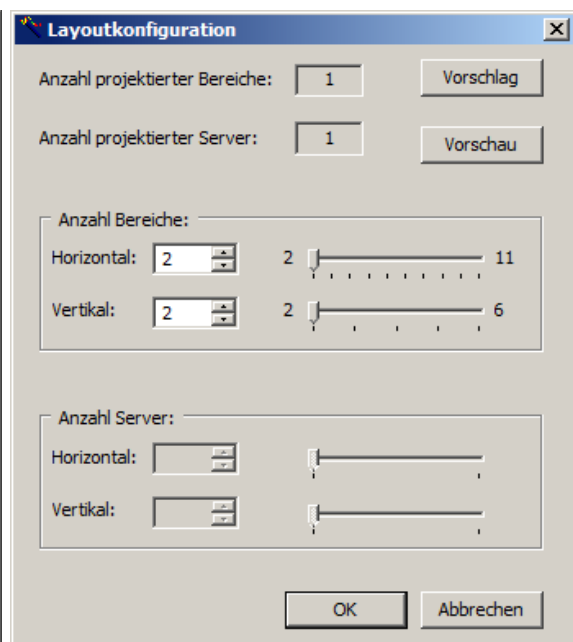 Layoutkonfiguration
Anzahl projektierter Bereiche: 1 Vorschlag
Anzahl projektierter Server: 1 Vorschau
Anzahl Bereiche:
Horizontal: 2 2 11
Vertikal: 2 2 6
Anzahl Server:
Horizontal:
Vertikal:
OK Abbrechen